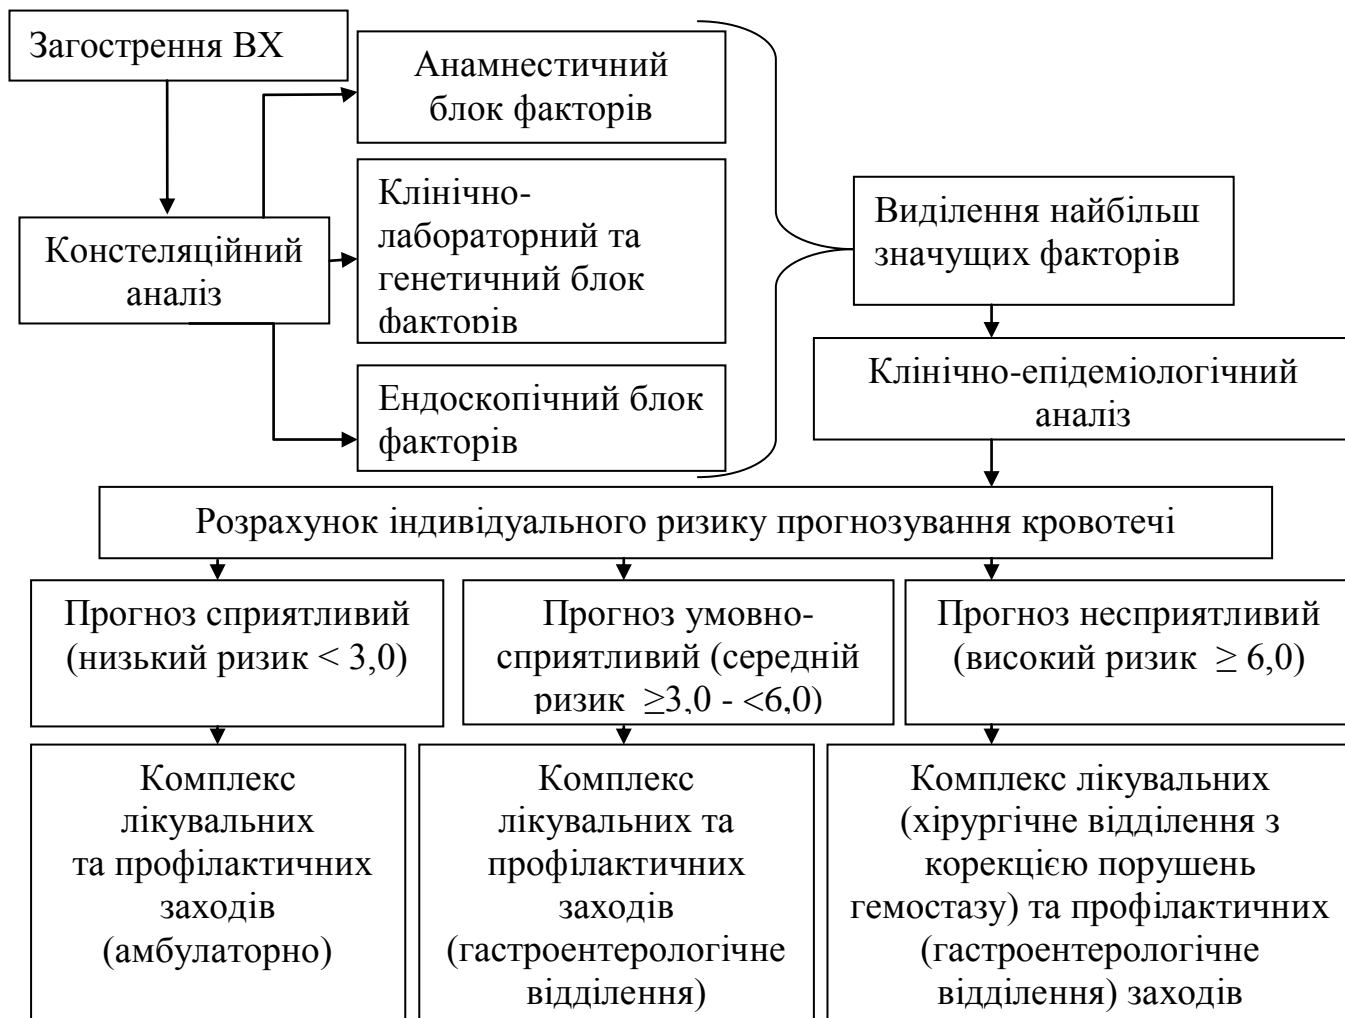 Загострення ВХ
Анамнестичний
блок факторів
Клінічно-
лабораторний та
генетичний блок
факторів
Констеляційний
аналіз
Ендоскопічний блок
факторів
Виділення найбільш
значущих факторів
Клінічно-епідеміологічний
аналіз
Розрахунок індивідуального ризику прогнозування кровотечі
Прогноз сприятливий
(низький ризик < 3,0)
Прогноз умовно-
сприятливий (середній
ризик ≥3,0 - <6,0)
Прогноз несприятливий
(високий ризик ≥ 6,0)
Комплекс
лікувальних
та профілактичних
заходів
(амбулаторно)
Комплекс
лікувальних та
профілактичних
заходів
(гастроентерологічне
відділення)
Комплекс лікувальних
(хірургічне відділення з
корекцією порушень
гемостазу) та профілактичних
(гастроентерологічне
відділення) заходів